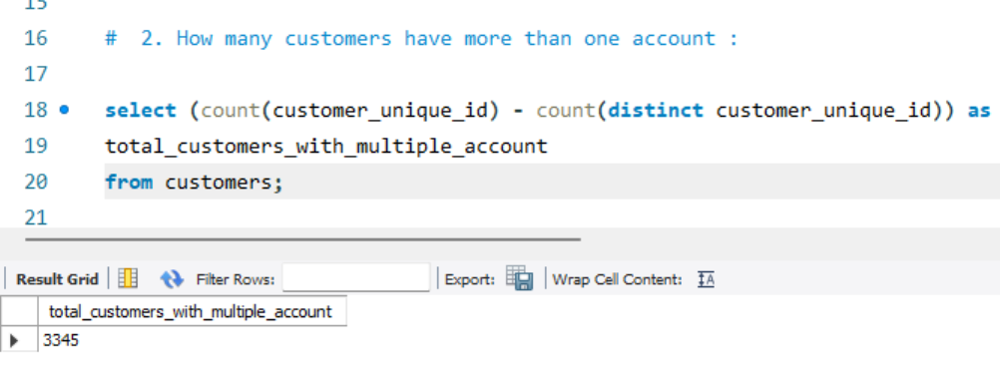 15
16 # 2. How many customers have more than one account :
17
18 select (count(customer_unique_id) - count(distinct customer_unique_id)) as
19 total_customers_with_multiple_account
20 from customers;
21
Result Grid Filter Rows: Export: Wrap Cell Content: IA
total_customers_with_multiple_account
3345